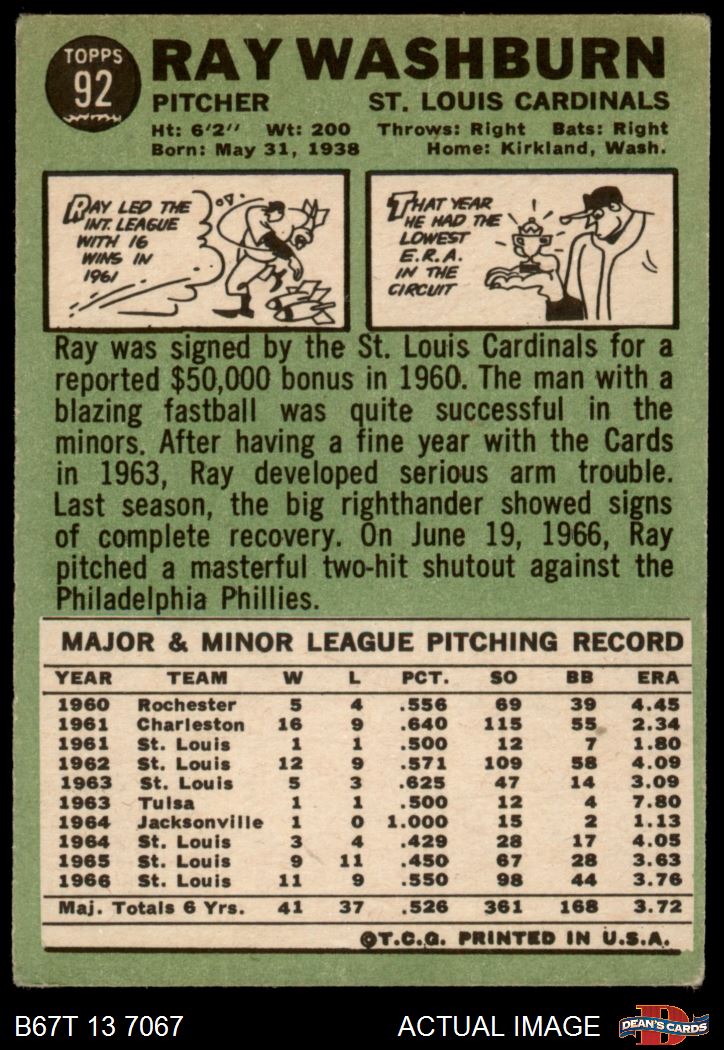 TOPPS
92
RAY WASHBURN
PITCHER ST. LOUIS CARDINALS
Ht: 6'2" Wt: 200 Throws: Right Bats: Right
Born: May 31, 1938 Home: Kirkland, Wash.
RAY LED THE
INT. LEAGUE
WITH 16
WINS IN
1961
THAT YEAR
HE HAD THE
LOWEST
E.R.A.
IN THE
CIRCUIT
Ray was signed by the St. Louis Cardinals for a
reported $50,000 bonus in 1960. The man with a
blazing fastball was quite successful in the
minors. After having a fine year with the Cards
in 1963, Ray developed serious arm trouble.
Last season, the big righthander showed signs
of complete recovery. On June 19, 1966, Ray
pitched a masterful two-hit shutout against the
Philadelphia Phillies.
MAJOR & MINOR LEAGUE PITCHING RECORD
YEAR TEAM W L PCT. SO BB ERA
1960 Rochester 5 4 .556 69 39 4.45
1961 Charleston 16 9 .640 115 55 2.34
1961 St. Louis 1 1 .500 12 7 1.80
1962 St. Louis 12 9 .571 109 58 4.09
1963 St. Louis 5 3 .625 47 14 3.09
1963 Tulsa 1 1 .500 12 4 7.80
1964 Jacksonville 1 0 1.000 15 2 1.13
1964 St. Louis 3 4 .429 28 17 4.05
1965 St. Louis 9 11 .450 67 28 3.63
1966 St. Louis 11 9 .550 98 44 3.76
Maj. Totals 6 Yrs. 41 37 .526 361 168 3.72
©T.C.G. PRINTED IN U.S.A.
B67T 13 7067 ACTUAL IMAGE D DEAN'S CARDS